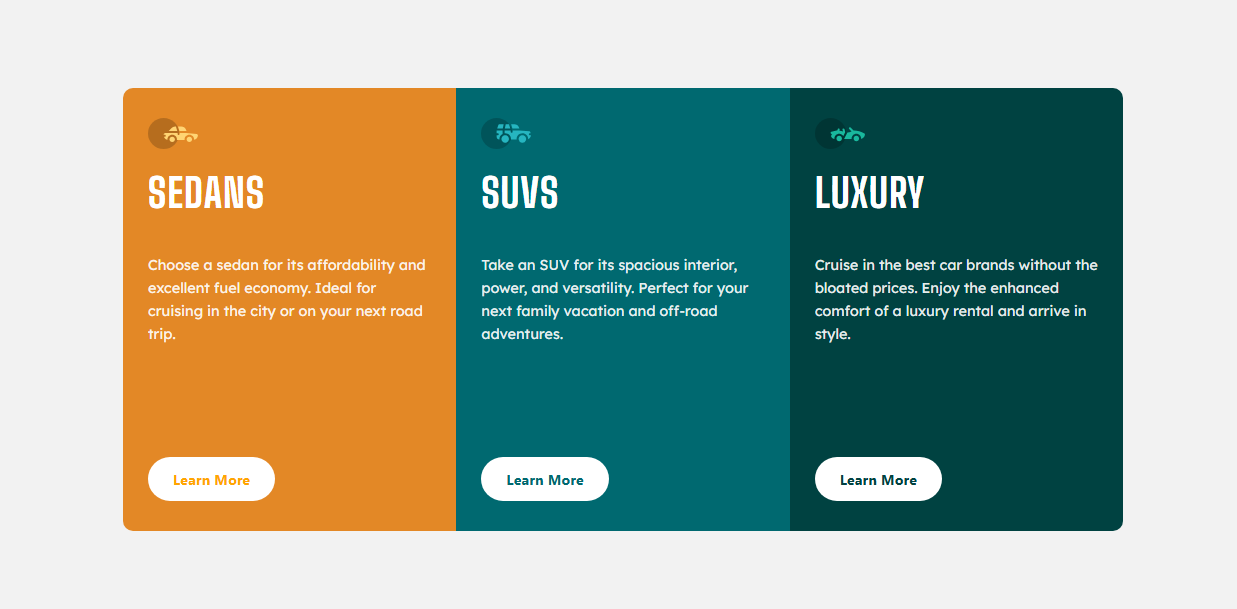 SEDANS
Choose a sedan for its affordability and
excellent fuel economy. Ideal for
cruising in the city or on your next road
trip.
Learn More
SUVS
Take an SUV for its spacious interior,
power, and versatility. Perfect for your
next family vacation and off-road
adventures.
Learn More
LUXURY
Cruise in the best car brands without the
bloated prices. Enjoy the enhanced
comfort of a luxury rental and arrive in
style.
Learn More